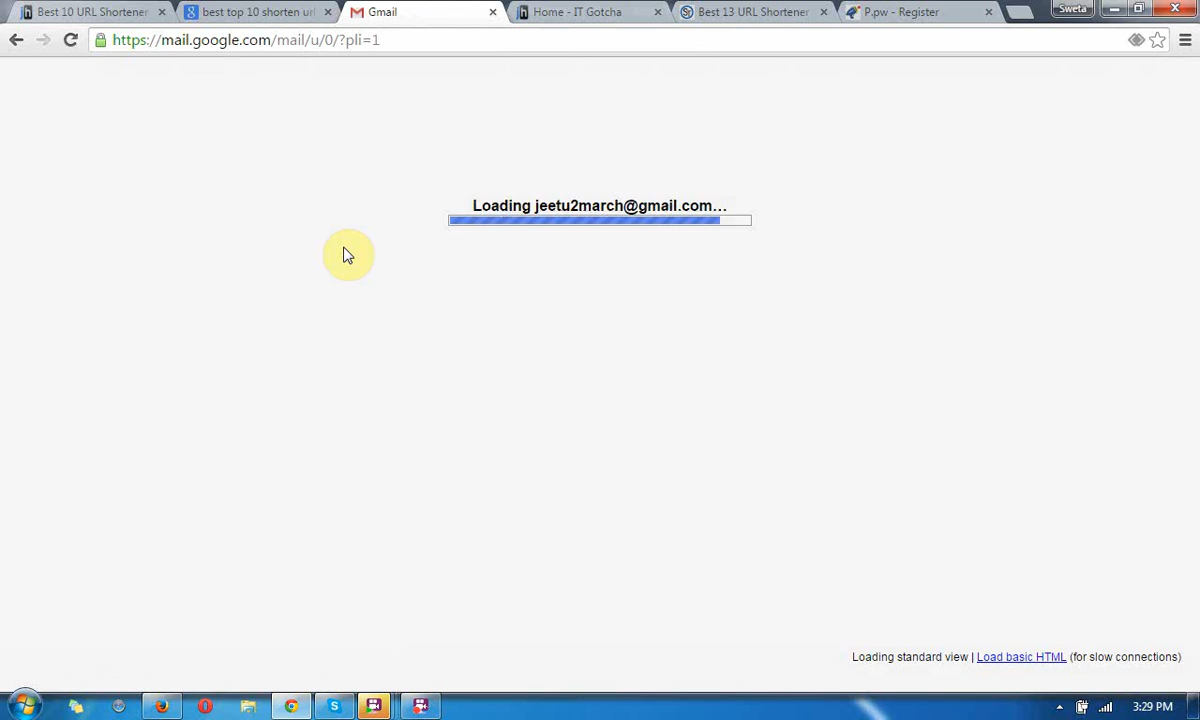 Best 10 URL Shortener
best top 10 shorten url
Gmail
Home - IT Gotcha
Best 13 URL Shortener
P.pw - Register
Sweta
https://mail.google.com/mail/u/0/?pli=1
Loading jeetu2march@gmail.com…
Loading standard view | Load basic HTML (for slow connections)
3:29 PM